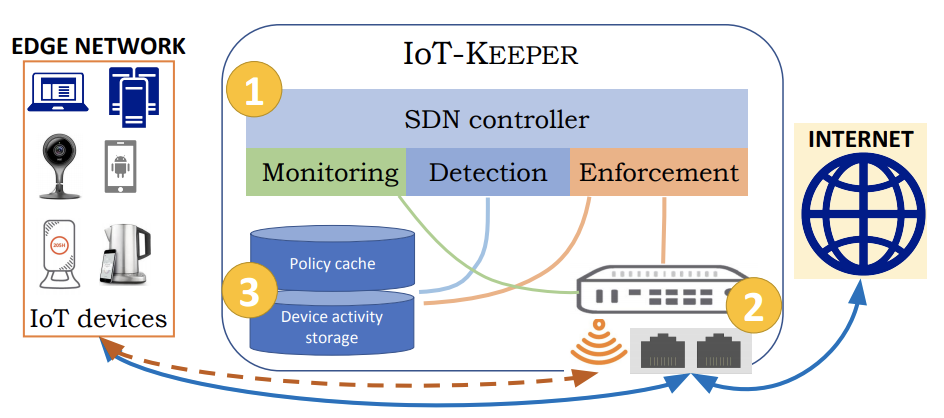 EDGE NETWORK
IoT devices
IoT-KEEPER
1
SDN controller
Monitoring
Detection
Enforcement
Policy cache
3
Device activity
storage
2
INTERNET